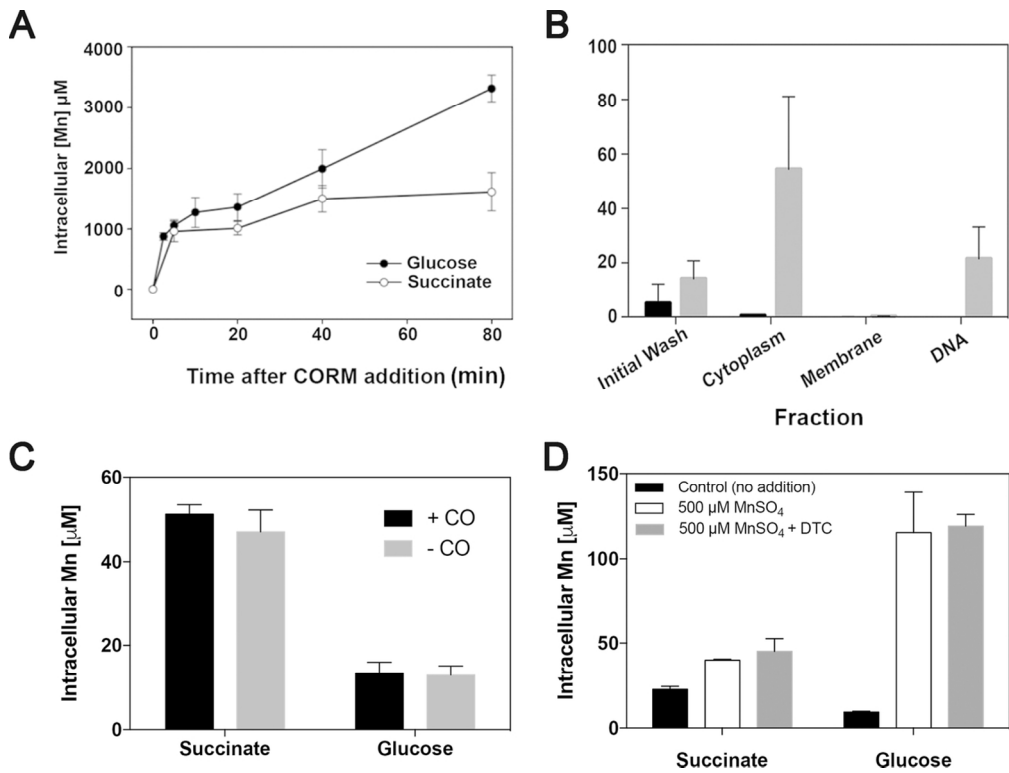 A
Intracellular [Mn] µM
4000
3000
2000
1000
0
0
20
40
60
80
Glucose
Succinate
Time after CORM addition (min)
B
100
80
60
40
20
0
Initial Wash
Cytoplasm
Membrane
DNA
Fraction
C
Intracellular Mn [µM]
60
40
20
0
+ CO
- CO
Succinate
Glucose
D
Intracellular Mn [µM]
150
100
50
0
Control (no addition)
500 µM MnSO₄
500 µM MnSO₄ + DTC
Succinate
Glucose